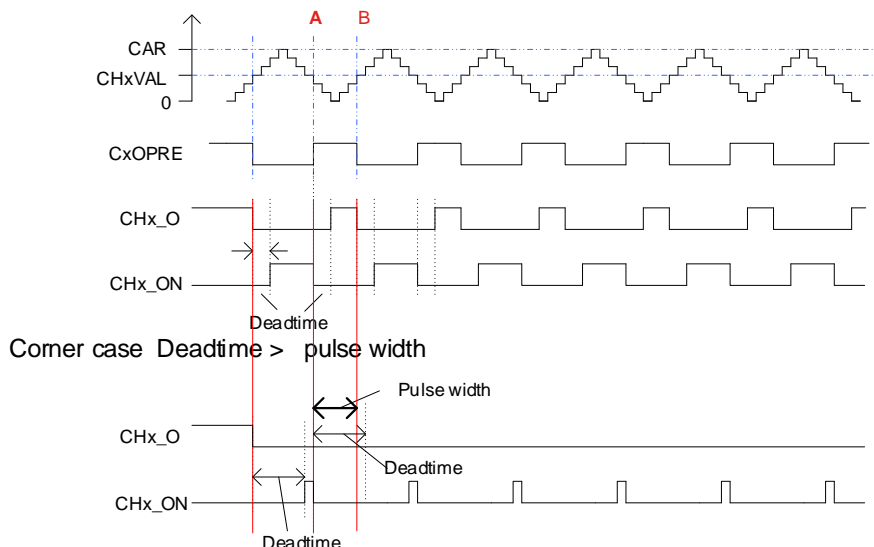 A B
CAR
CHxVAL
0
CxOPRE
CHx_O
CHx_ON
Deadtime
Corner case Deadtime > pulse width
Pulse width
CHx_O
Deadtime
CHx_ON
Deadtime